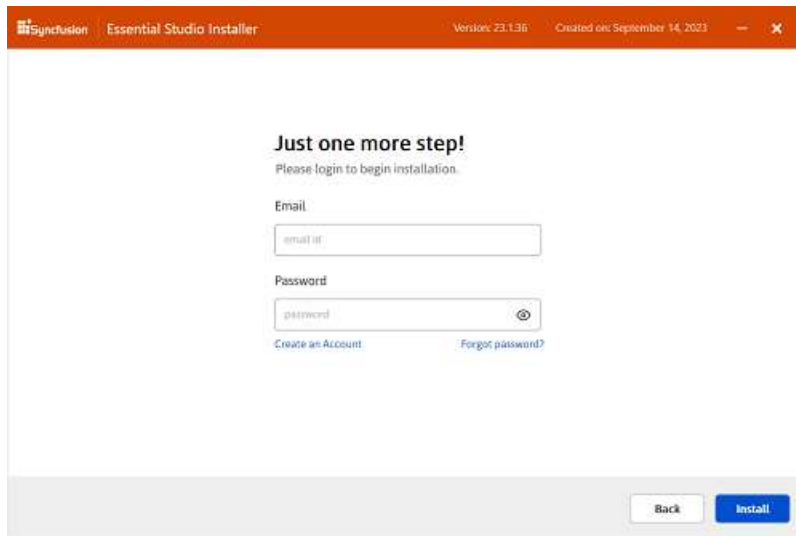 Syncfusion Essential Studio Installer Version: 23.1.36 Created on: September 14, 2023
Just one more step!
Please login to begin installation.
Email
email id
Password
password
Create an Account Forgot password?
Back Install